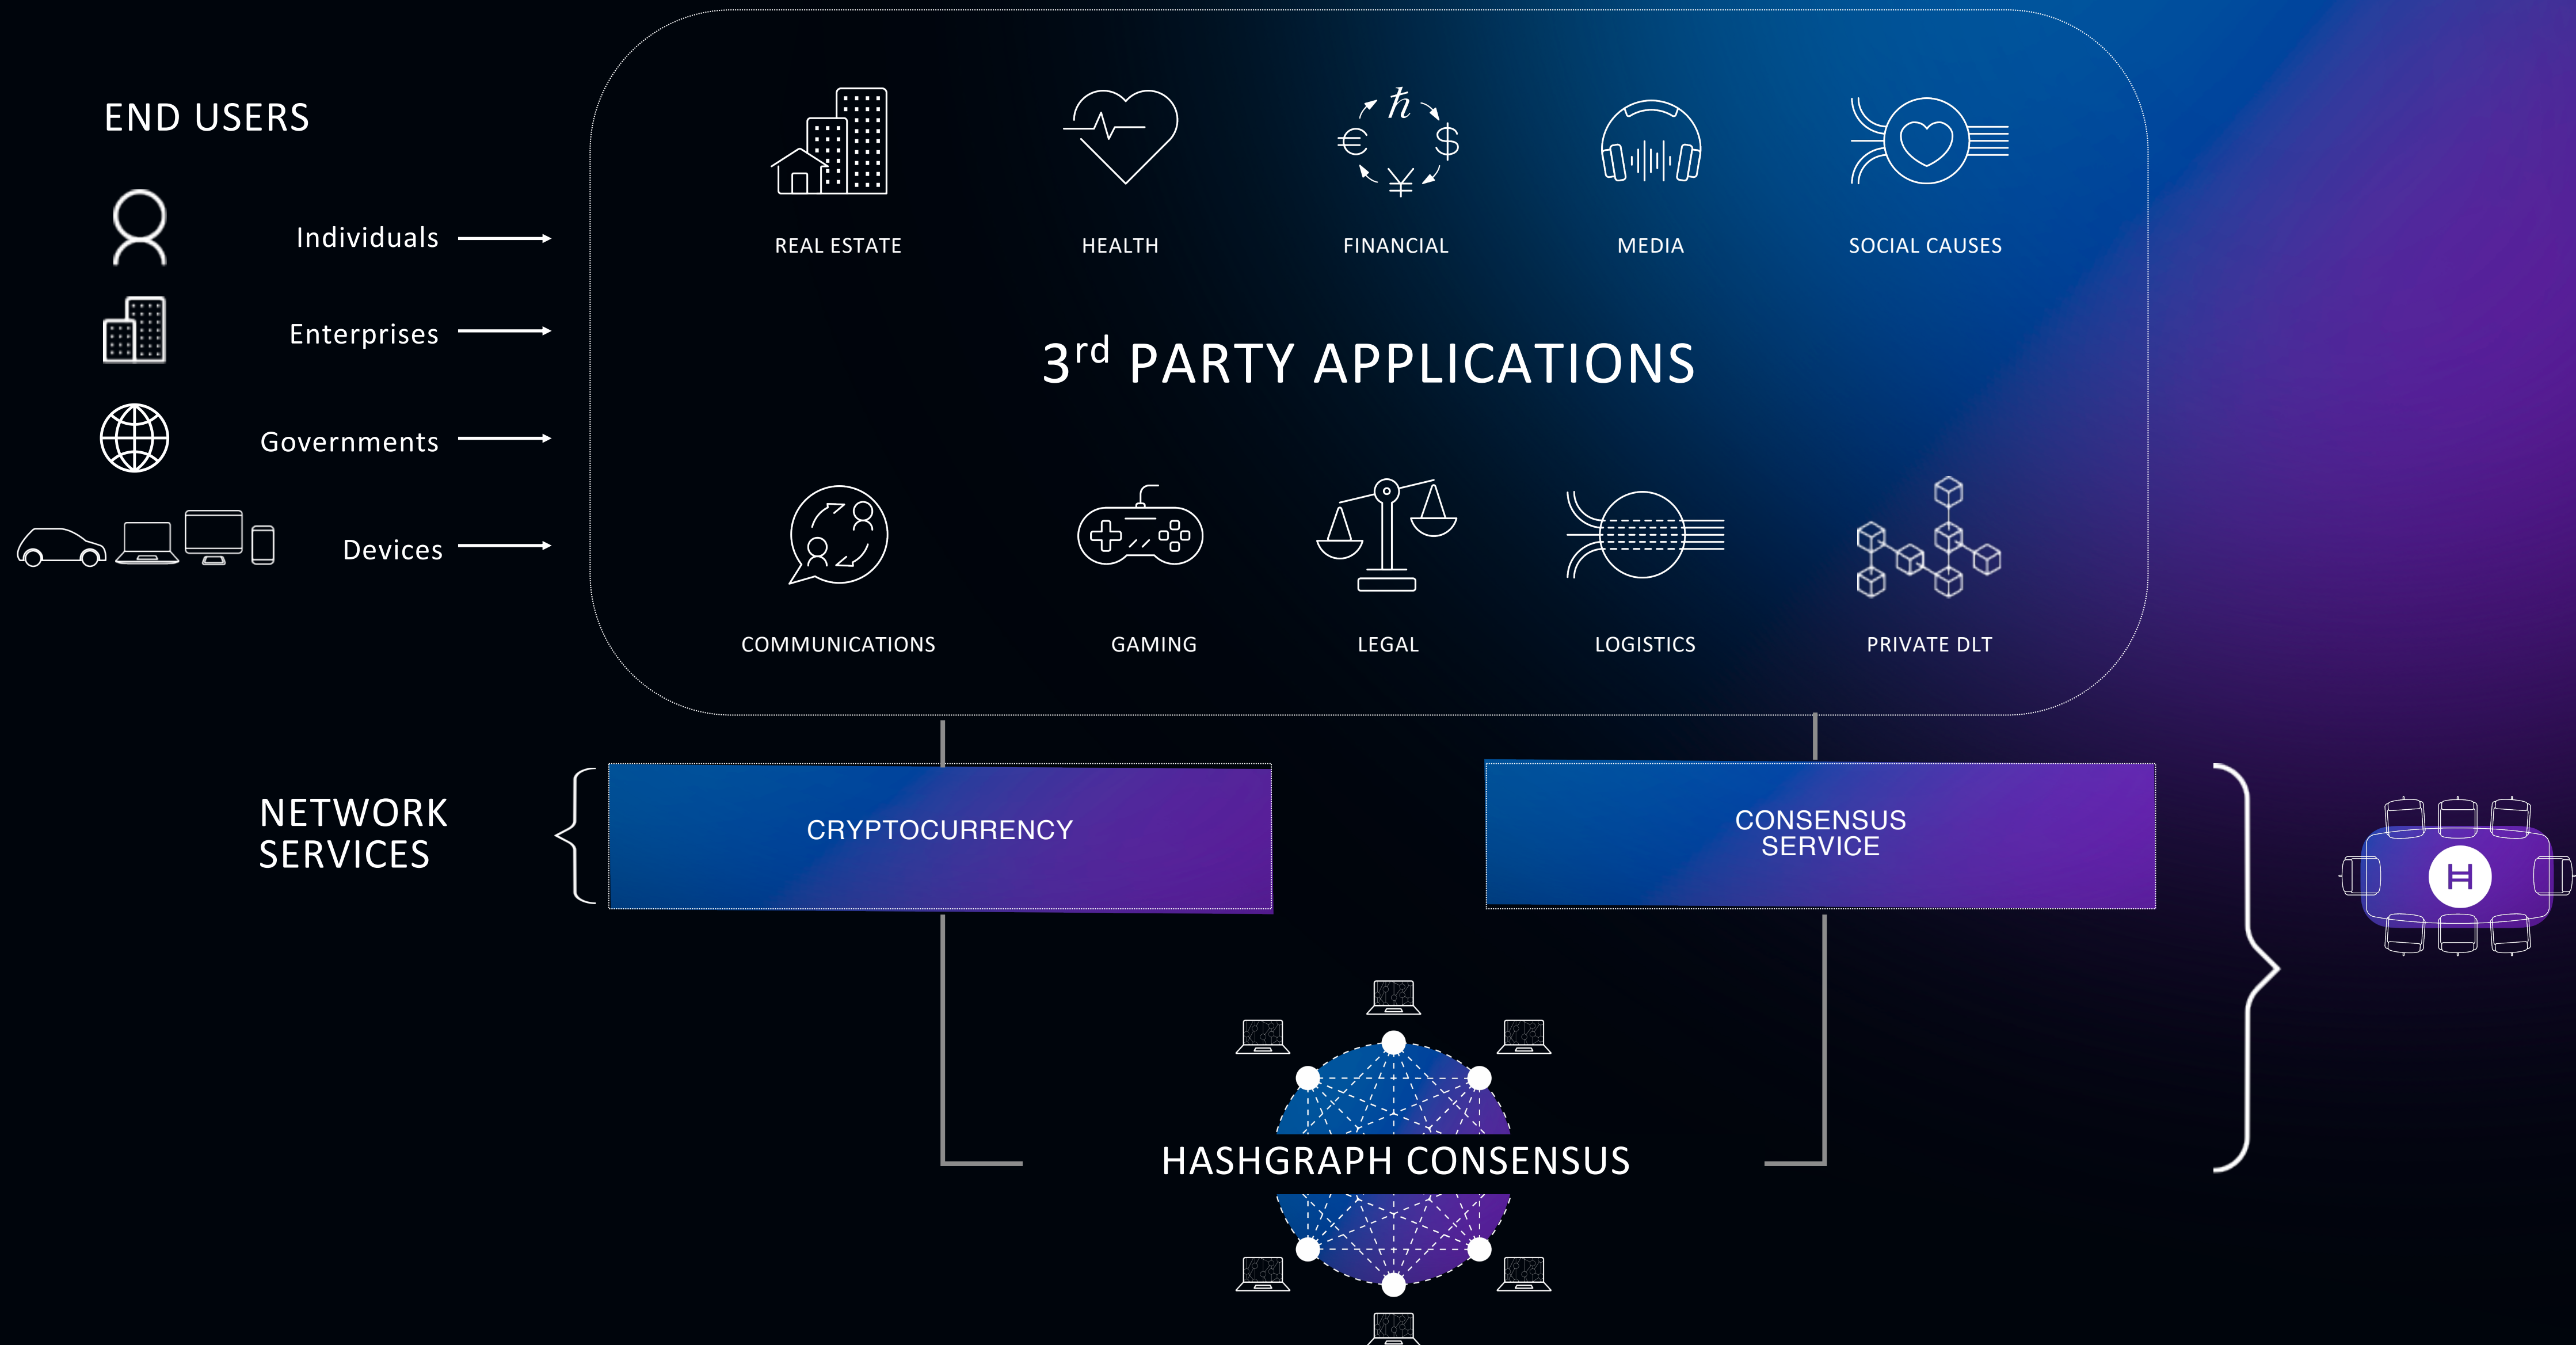 END USERS
Individuals
Enterprises
Governments
Devices
REAL ESTATE
HEALTH
ℏ
€
$
¥
FINANCIAL
MEDIA
SOCIAL CAUSES
3rd PARTY APPLICATIONS
COMMUNICATIONS
GAMING
LEGAL
LOGISTICS
PRIVATE DLT
NETWORK
SERVICES
CRYPTOCURRENCY
CONSENSUS
SERVICE
H
HASHGRAPH CONSENSUS